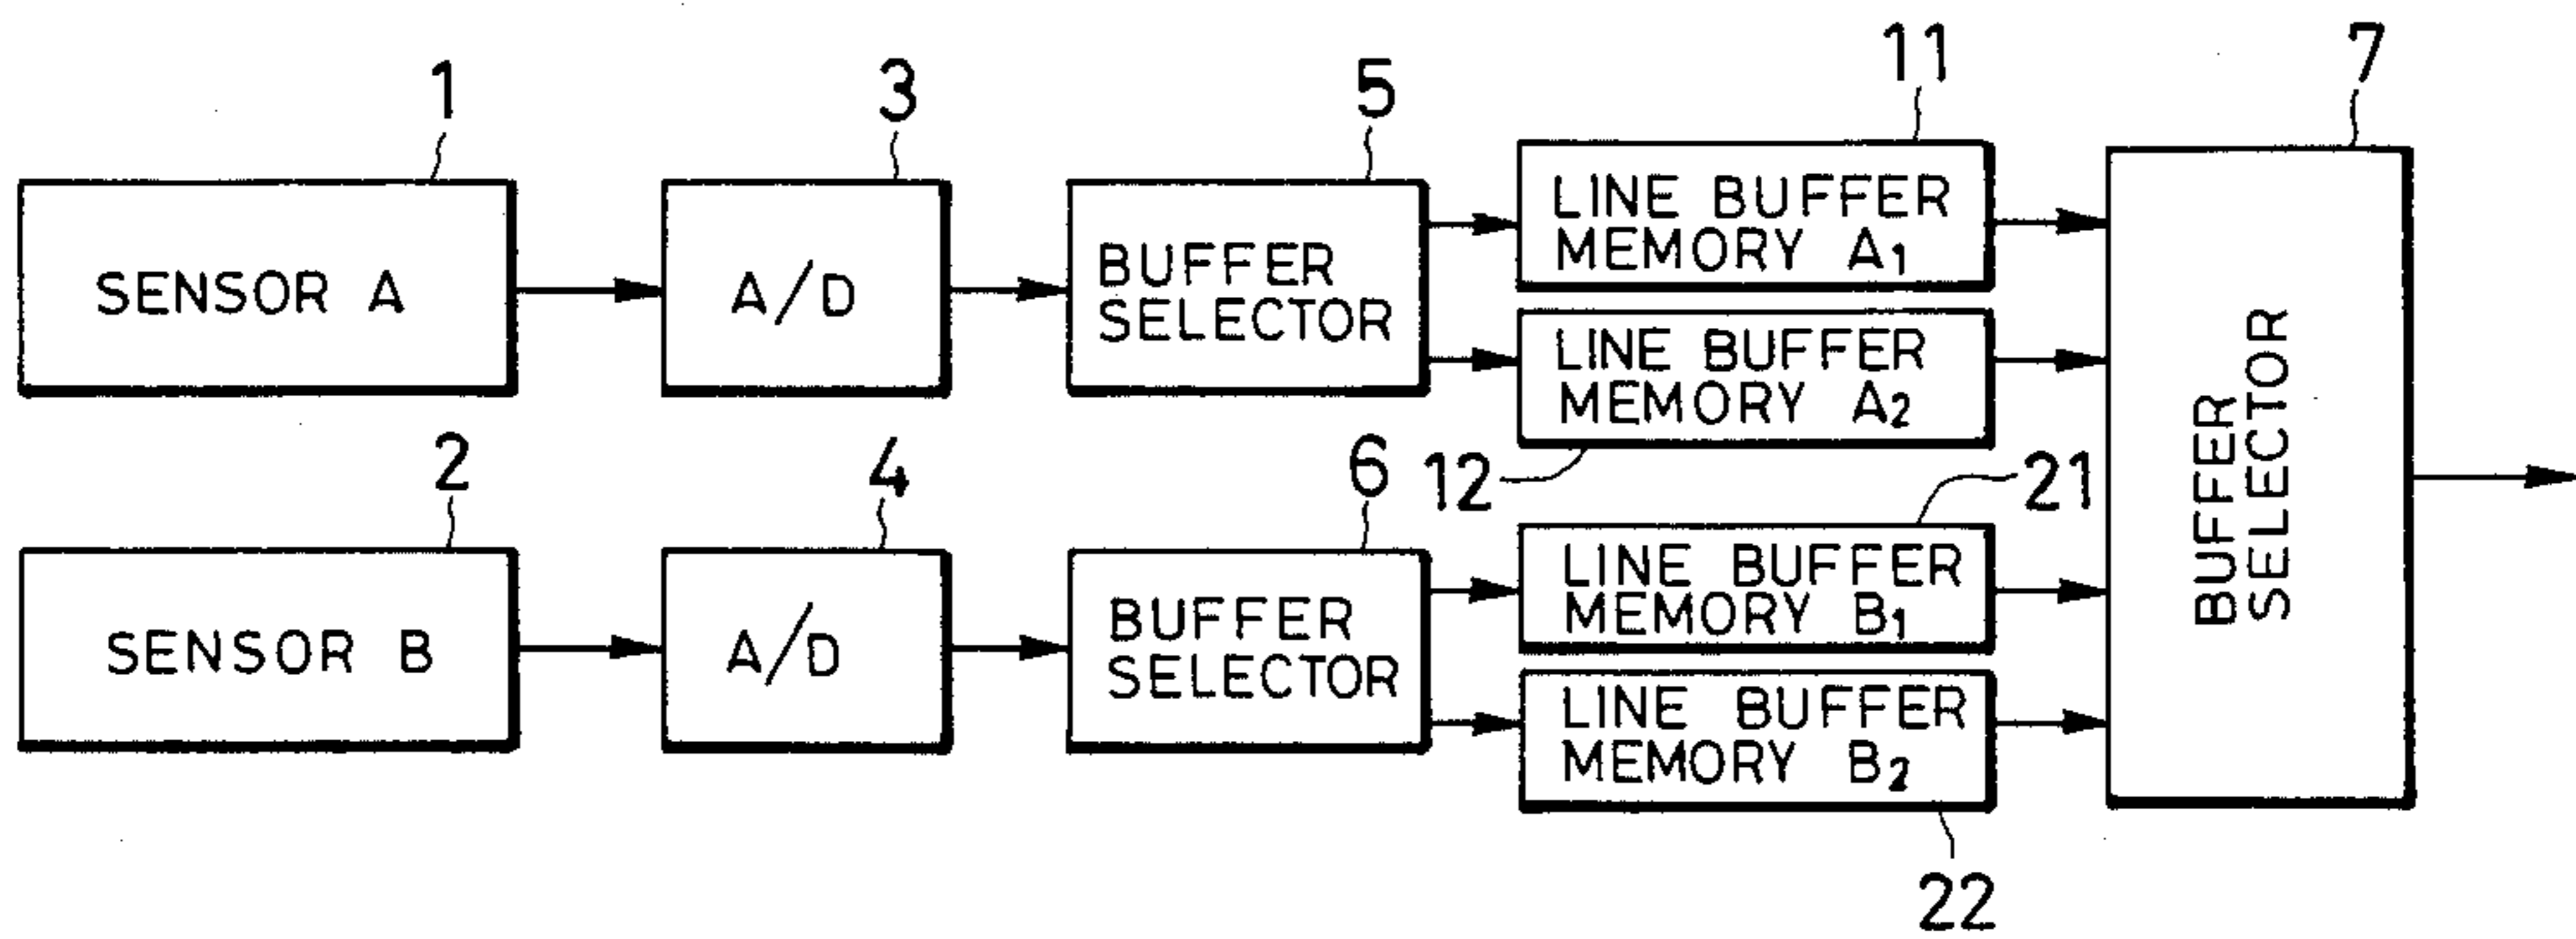 1
3
5
11
7
SENSOR A
A/D
BUFFER
SELECTOR
LINE BUFFER
MEMORY A1
LINE BUFFER
MEMORY A2
12
2
4
6
21
SENSOR B
A/D
BUFFER
SELECTOR
LINE BUFFER
MEMORY B1
LINE BUFFER
MEMORY B2
22
BUFFER
SELECTOR